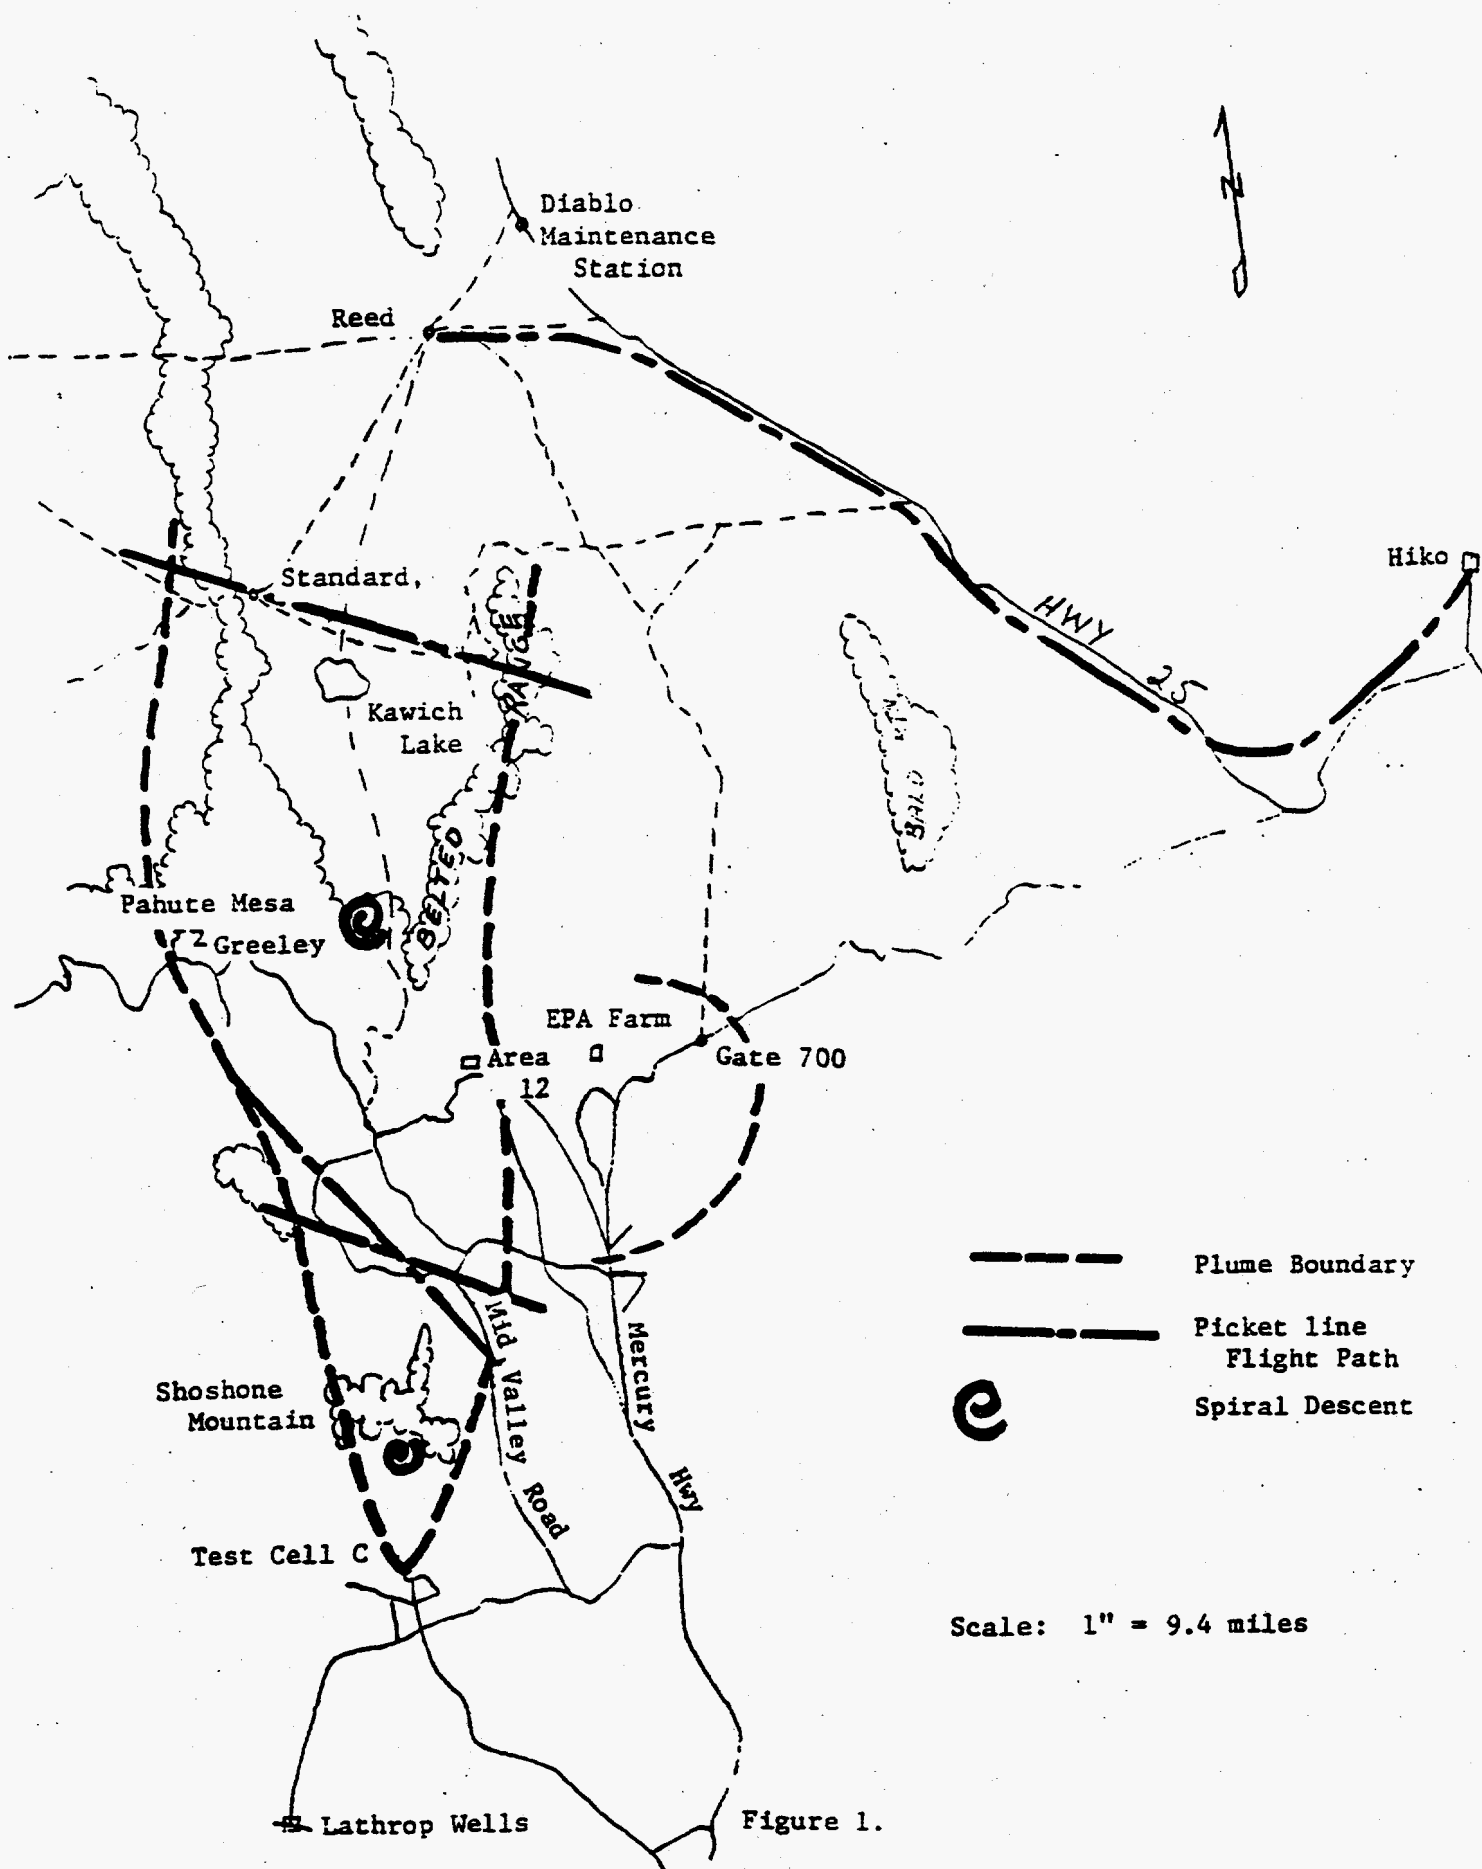 Diablo
Maintenance
Station
N
Reed
Hiko
Standard,
HWY
25
RANGE
Kawich
Lake
MTN
BALD
BELTED
Pahute Mesa
Greeley
EPA Farm
Area
12
Gate 700
Plume Boundary
Picket line
Flight Path
Spiral Descent
Mid Valley Road
Mercury
Hwy
Shoshone
Mountain
Test Cell C
Scale: 1" = 9.4 miles
Lathrop Wells
Figure 1.